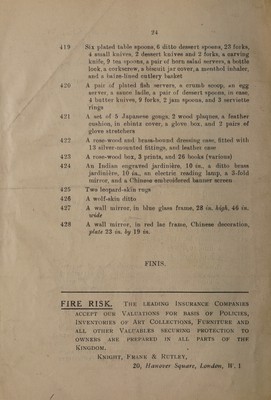 24
419 Six plated table spoons, 6 ditto dessert spoons, 23 forks,
4 small knives, 2 dessert knives and 2 forks, a carving
knife, 9 tea spoons, a pair of horn salad servers, a bottle
lock, a corkscrew, a biscuit jar cover, a menthol inhaler,
and a baize-lined cutlery basket
420 A pair of plated fish servers, a crumb scoop, an egg
server, a sauce ladle, a pair of dessert spoons, in case,
4 butter knives, 9 forks, 2 jam spoons, and 3 serviette
rings
421 A set of 5 Japanese gongs, 2 wood plaques, a feather
cushion, in chintz cover, a glove box, and 2 pairs of
glove stretchers
422 A rose-wood and brass-bound dressing case, fitted with
13 silver-mounted fittings, and leather case
423 A rose-wood box, 3 prints, and 26 books (various)
424 An Indian engraved jardinière, 10 in., a ditto brass
jardinière, 10 in., an electric reading lamp, a 3-fold
mirror, and a Chinese embroidered banner screen
425 Two leopard-skin rugs
426 A wolf-skin ditto
427 A wall mirror, in blue glass frame, 26 in. high, 46 in.
wide
428 A wall mirror, in red lac frame, Chinese decoration,
plate 23 in. by 19 in.
FINIS.
FIRE RISK. THE LEADING INSURANCE COMPANIES
ACCEPT OUR VALUATIONS FOR BASIS OF POLICIES,
INVENTORIES OF ART COLLECTIONS, FURNITURE AND
ALL OTHER VALUABLES SECURING PROTECTION TO
OWNERS ARE PREPARED IN ALL PARTS OF THE
KINGDOM.
KNIGHT, FRANK & RUTLEY,
20, Hanover Square, London, W. 1